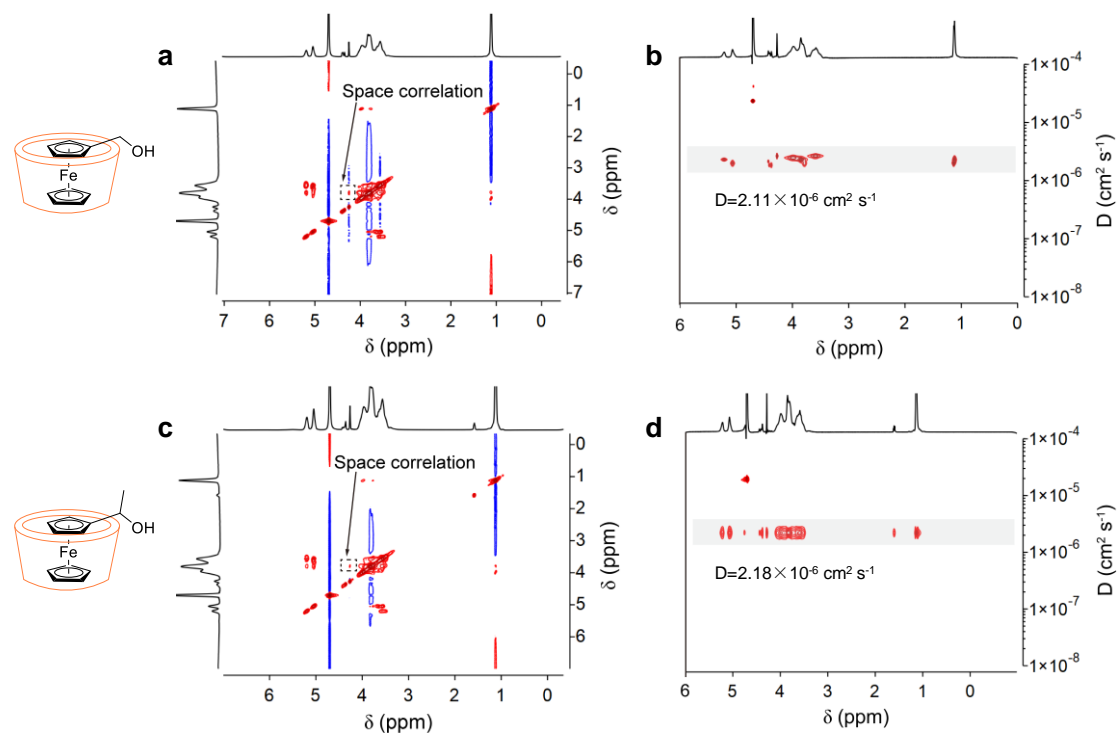 a
Space correlation
0
1
2
3
4
5
6
7
δ (ppm)
7 6 5 4 3 2 1 0
δ (ppm)
OH
Fe
b
1×10⁻⁴
1×10⁻⁵
1×10⁻⁶
1×10⁻⁷
1×10⁻⁸
D (cm² s⁻¹)
D=2.11×10⁻⁶ cm² s⁻¹
6 5 4 3 2 1 0
δ (ppm)
c
Space correlation
0
1
2
3
4
5
6
δ (ppm)
7 6 5 4 3 2 1 0
δ (ppm)
OH
Fe
d
1×10⁻⁴
1×10⁻⁵
1×10⁻⁶
1×10⁻⁷
1×10⁻⁸
D (cm² s⁻¹)
D=2.18×10⁻⁶ cm² s⁻¹
6 5 4 3 2 1 0
δ (ppm)